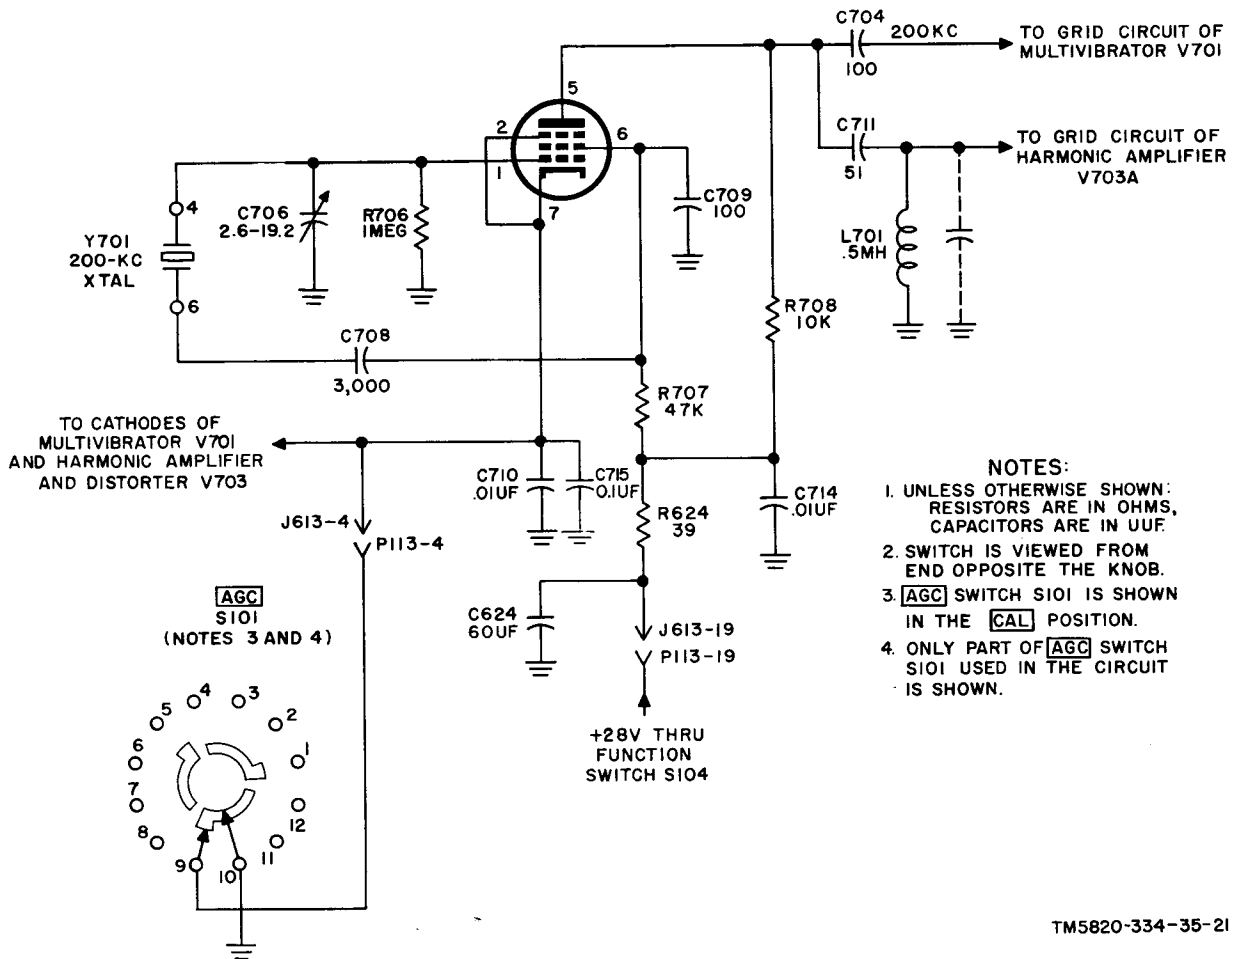 C704
200KC
TO GRID CIRCUIT OF
MULTIVIBRATOR V701
100
5
2
6
1
7
C711
51
TO GRID CIRCUIT OF
HARMONIC AMPLIFIER
V703A
4
C706
2.6-19.2
R706
1MEG
C709
100
Y701
200-KC
XTAL
L701
.5MH
6
R708
10K
C708
3,000
R707
47K
TO CATHODES OF
MULTIVIBRATOR V701
AND HARMONIC AMPLIFIER
AND DISTORTER V703
C710
.01UF
C715
0.1UF
C714
.01UF
R624
39
J613-4
P113-4
AGC
S101
(NOTES 3 AND 4)
C624
60UF
J613-19
P113-19
+28V THRU
FUNCTION
SWITCH S104
NOTES:
1. UNLESS OTHERWISE SHOWN:
RESISTORS ARE IN OHMS,
CAPACITORS ARE IN UUF.
2. SWITCH IS VIEWED FROM
END OPPOSITE THE KNOB.
3. AGC SWITCH S101 IS SHOWN
IN THE CAL POSITION.
4. ONLY PART OF AGC SWITCH
S101 USED IN THE CIRCUIT
IS SHOWN.
4
3
5
2
6
1
7
12
8
11
9
10
TM5820-334-35-21